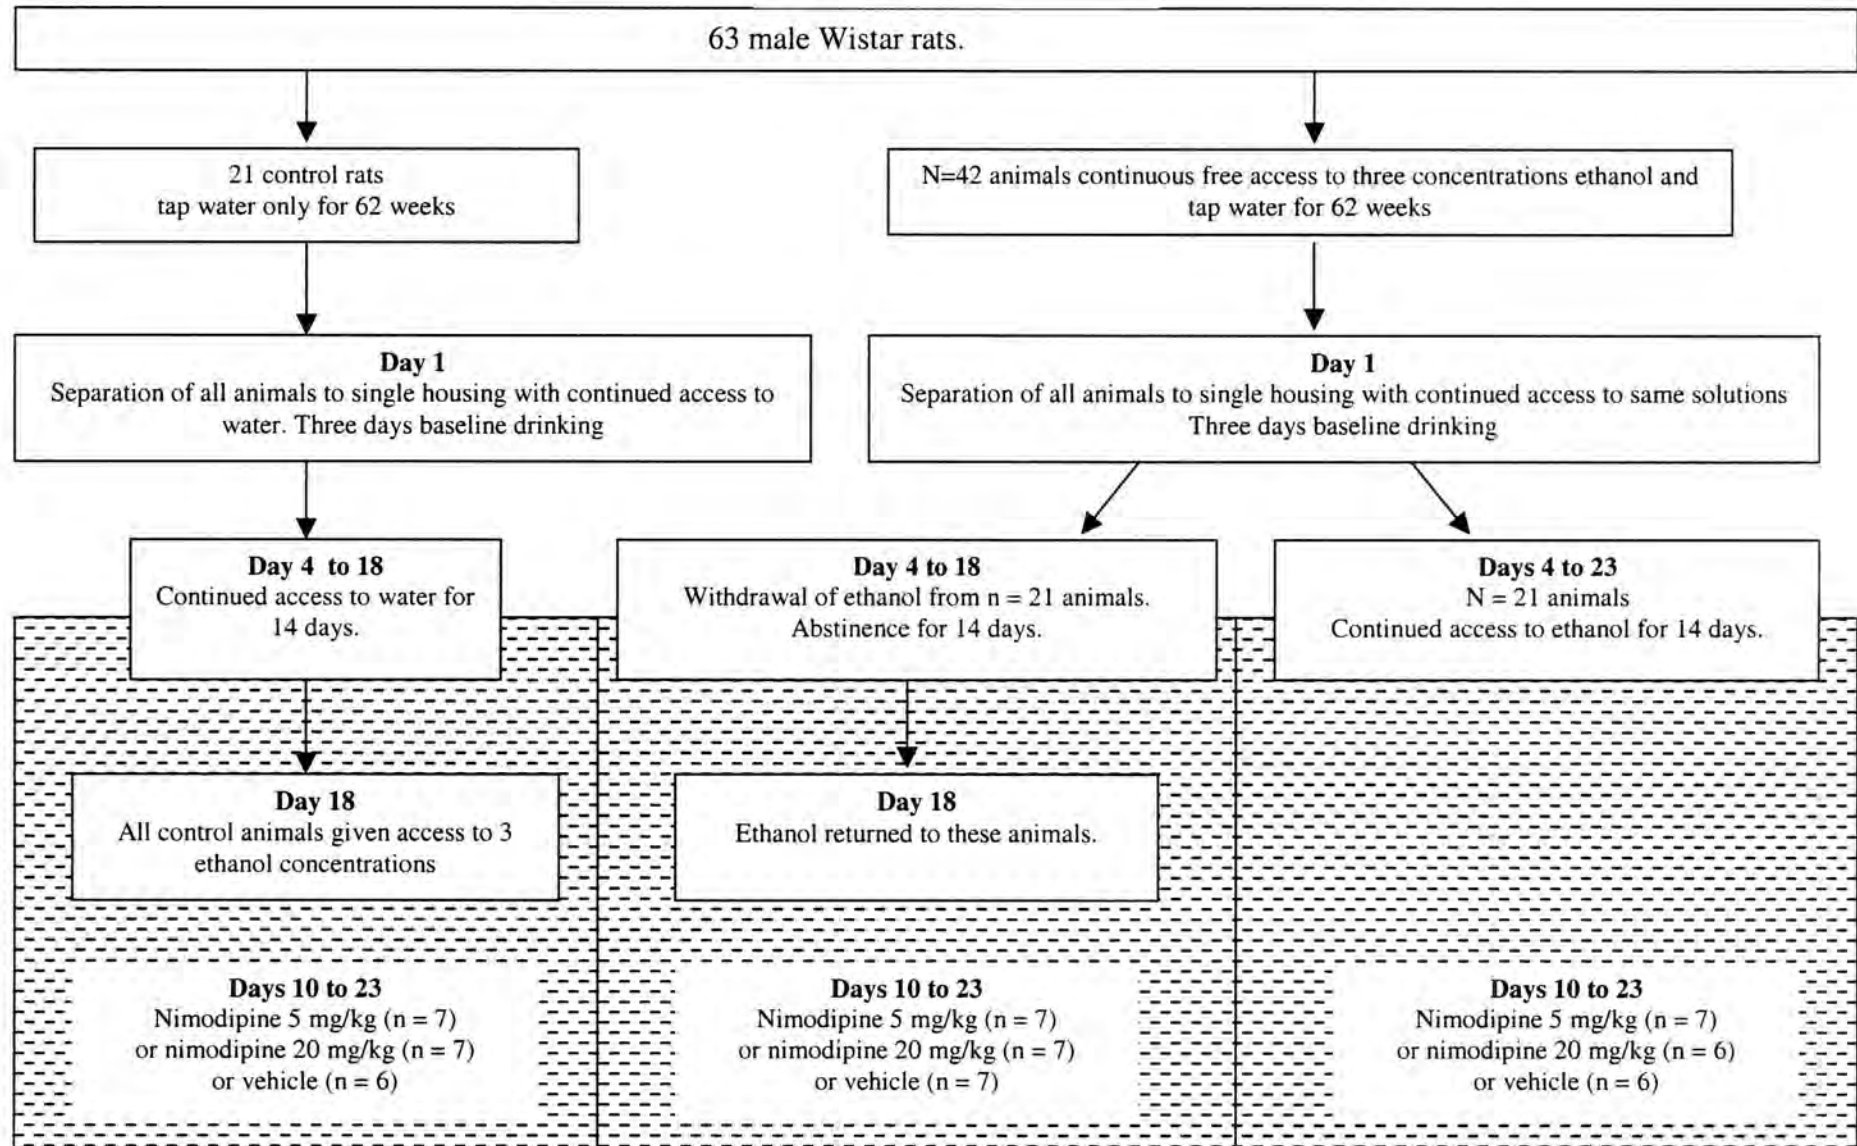 63 male Wistar rats.
21 control rats
tap water only for 62 weeks
N=42 animals continuous free access to three concentrations ethanol and
tap water for 62 weeks
Day 1
Separation of all animals to single housing with continued access to
water. Three days baseline drinking
Day 1
Separation of all animals to single housing with continued access to same solutions
Three days baseline drinking
Day 4 to 18
Continued access to water for
14 days.
Day 4 to 18
Withdrawal of ethanol from n = 21 animals.
Abstinence for 14 days.
Days 4 to 23
N = 21 animals
Continued access to ethanol for 14 days.
Day 18
All control animals given access to 3
ethanol concentrations
Day 18
Ethanol returned to these animals.
Days 10 to 23
Nimodipine 5 mg/kg (n = 7)
or nimodipine 20 mg/kg (n = 7)
or vehicle (n = 6)
Days 10 to 23
Nimodipine 5 mg/kg (n = 7)
or nimodipine 20 mg/kg (n = 7)
or vehicle (n = 7)
Days 10 to 23
Nimodipine 5 mg/kg (n = 7)
or nimodipine 20 mg/kg (n = 6)
or vehicle (n = 6)